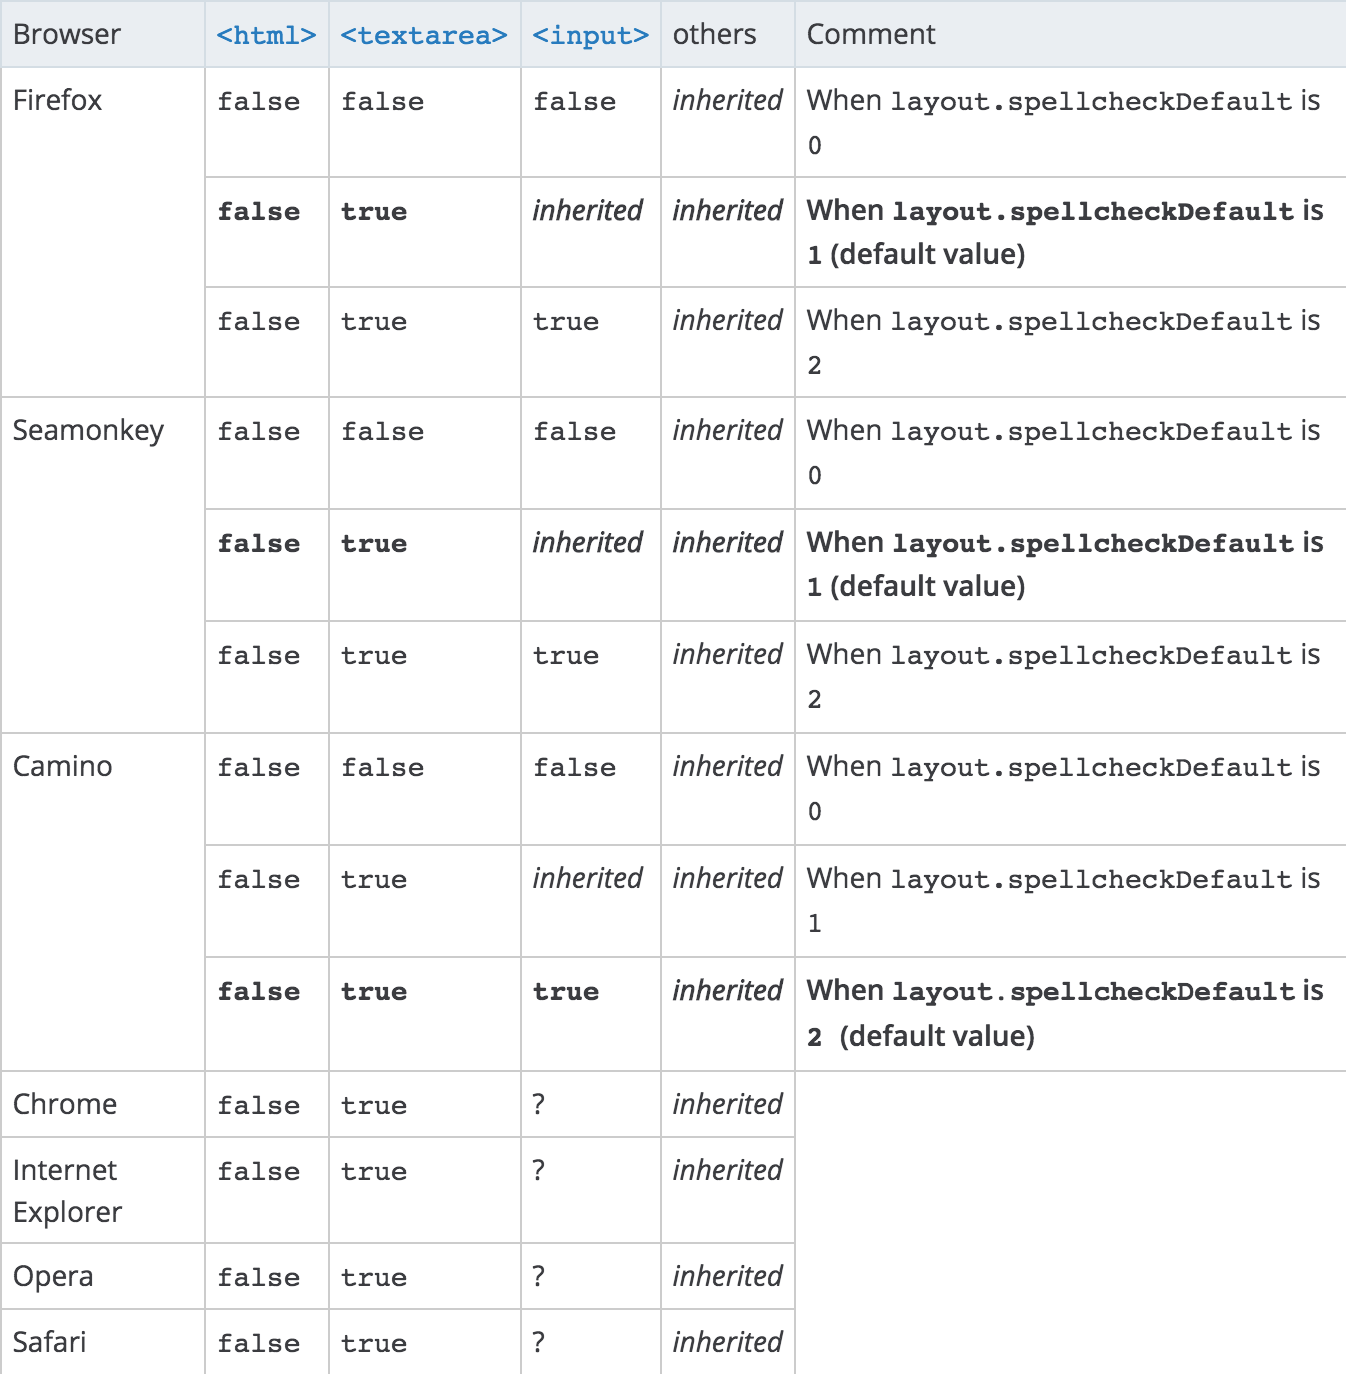 Browser <html> <textarea> <input> others Comment
Firefox false false false inherited When layout.spellcheckDefault is
0
false true inherited inherited When layout.spellcheckDefault is
1 (default value)
false true true inherited When layout.spellcheckDefault is
2
Seamonkey false false false inherited When layout.spellcheckDefault is
0
false true inherited inherited When layout.spellcheckDefault is
1 (default value)
false true true inherited When layout.spellcheckDefault is
2
Camino false false false inherited When layout.spellcheckDefault is
0
false true inherited inherited When layout.spellcheckDefault is
1
false true true inherited When layout.spellcheckDefault is
2 (default value)
Chrome false true ? inherited
Internet false true ? inherited
Explorer
Opera false true ? inherited
Safari false true ? inherited